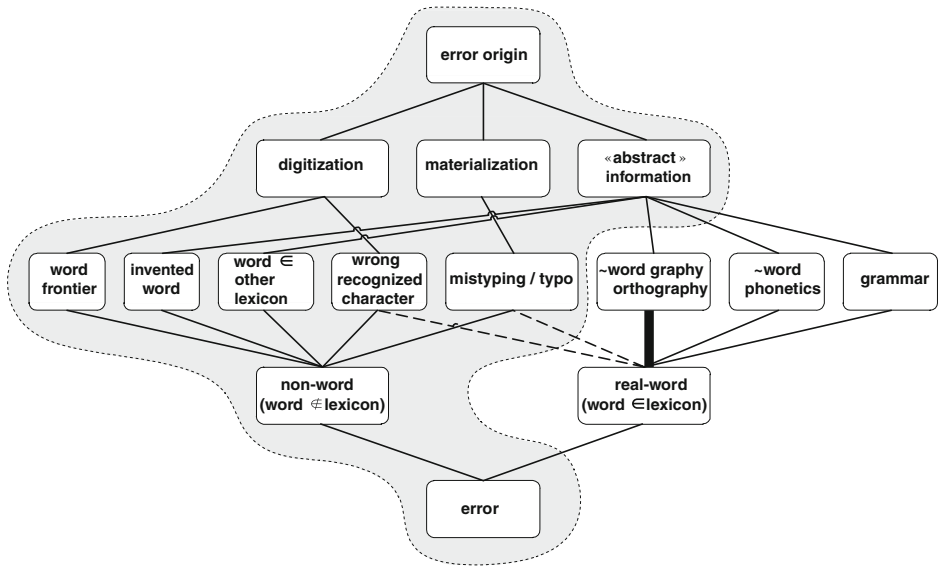 error origin
digitization
materialization
«abstract»
information
word
frontier
invented
word
word ∈
other
lexicon
wrong
recognized
character
mistyping / typo
~word graphy
orthography
~word
phonetics
grammar
non-word
(word ∉lexicon)
real-word
(word ∈lexicon)
error